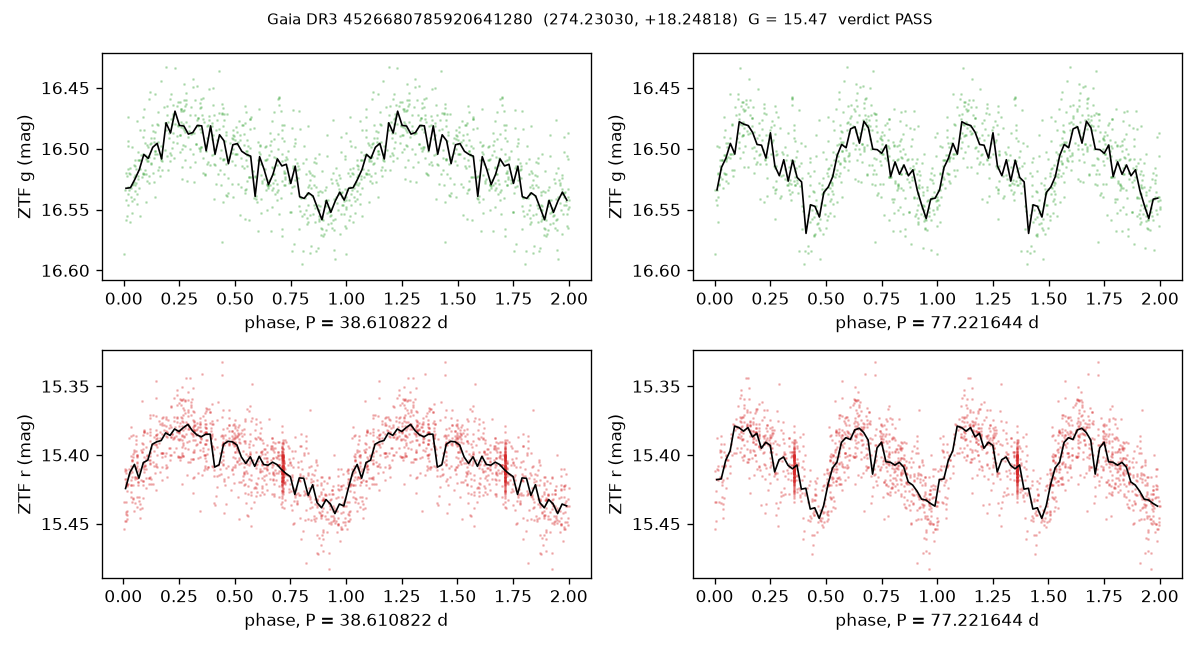 Gaia DR3 4526680785920641280  (274.23030, +18.24818)  G = 15.47  verdict PASS
ZTF g (mag)
16.45
16.50
16.55
16.60
0.00 0.25 0.50 0.75 1.00 1.25 1.50 1.75 2.00
phase, P = 38.610822 d
ZTF g (mag)
16.45
16.50
16.55
16.60
0.00 0.25 0.50 0.75 1.00 1.25 1.50 1.75 2.00
phase, P = 77.221644 d
ZTF r (mag)
15.35
15.40
15.45
0.00 0.25 0.50 0.75 1.00 1.25 1.50 1.75 2.00
phase, P = 38.610822 d
ZTF r (mag)
15.35
15.40
15.45
0.00 0.25 0.50 0.75 1.00 1.25 1.50 1.75 2.00
phase, P = 77.221644 d